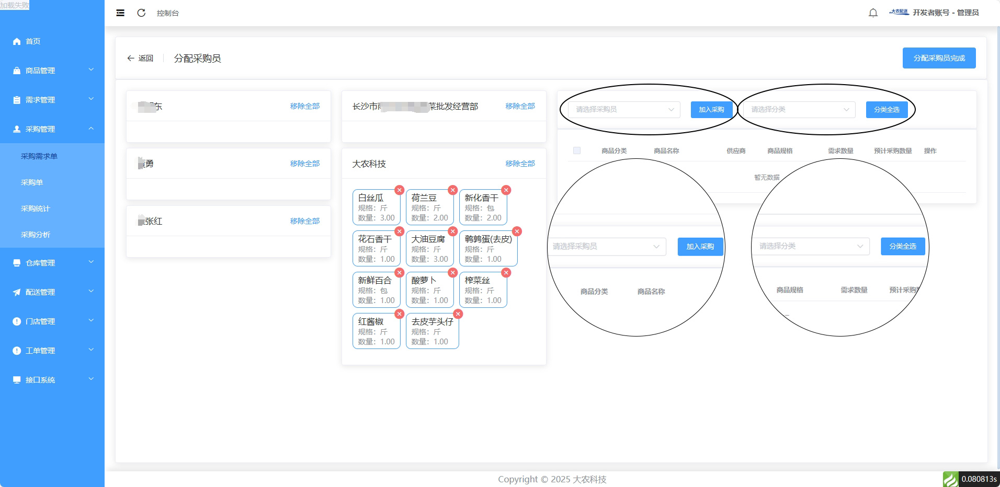 加载失败
控制台
大农配送
开发者账号 - 管理员
首页
商品管理
需求管理
采购管理
采购需求单
采购单
采购统计
采购分析
仓库管理
配送管理
门店管理
工单管理
接口系统
返回
分配采购员
分配采购员完成
东
移除全部
勇
移除全部
张红
移除全部
长沙市 菜批发经营部
移除全部
大农科技
移除全部
白丝瓜
规格：斤
数量：3.00
荷兰豆
规格：斤
数量：2.00
新化香干
规格：包
数量：2.00
花石香干
规格：斤
数量：1.00
大油豆腐
规格：斤
数量：3.00
鹌鹑蛋(去皮)
规格：斤
数量：1.00
新鲜百合
规格：包
数量：1.00
酸萝卜
规格：斤
数量：1.00
榨菜丝
规格：斤
数量：1.00
红酱椒
规格：斤
数量：1.00
去皮芋头仔
规格：斤
数量：1.00
请选择采购员
加入采购
请选择分类
分类全选
商品分类 商品名称 供应商 商品规格 需求数量 预计采购数量 操作
暂无数据
请选择采购员
加入采购
商品分类 商品名称
请选择分类
分类全选
商品规格 需求数量 预计采购
Copyright © 2025 大农科技
0.080813s